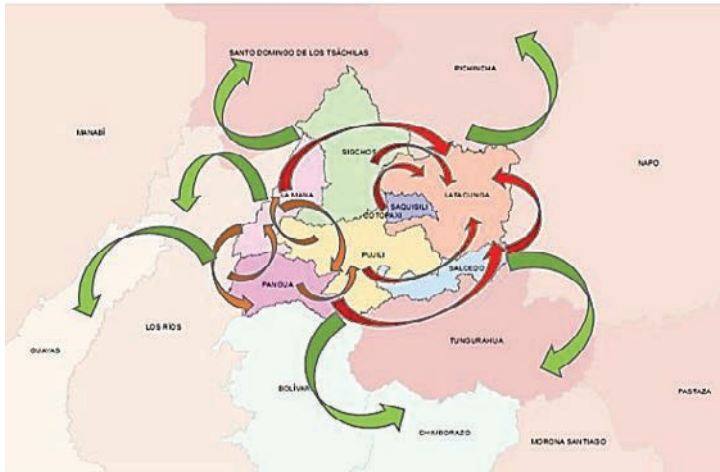 SANTO DOMINGO DE LOS TSÁCHILAS
PICHINCHA
MANABÍ
SIGCHOS
NAPO
LA MANA
LATACUNGA
SAQUISILI
COTOPAXI
PUJILI
SALCEDO
PANGUA
LOS RÍOS
GUAYAS
TUNGURAHUA
BOLÍVAR
PASTAZA
CHIMBORAZO
MORONA SANTIAGO